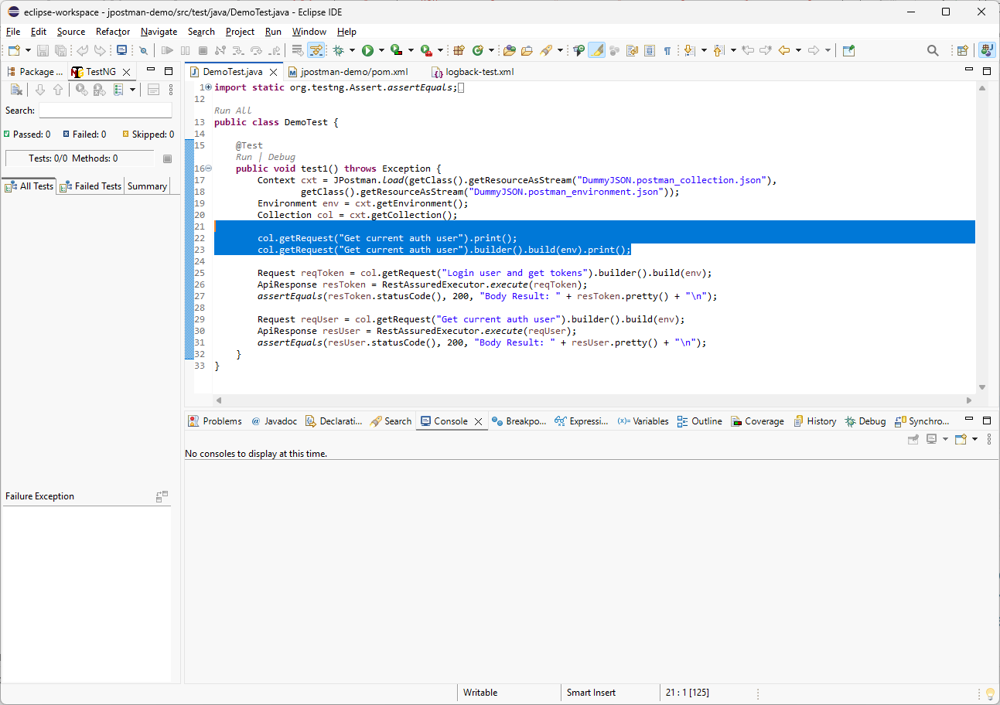 eclipse-workspace - jpostman-demo/src/test/java/DemoTest.java - Eclipse IDE
File Edit Source Refactor Navigate Search Project Run Window Help
Package ... TestNG
DemoTest.java jpostman-demo/pom.xml logback-test.xml
Search:
Passed: 0 Failed: 0 Skipped: 0
Tests: 0/0 Methods: 0
All Tests Failed Tests Summary
Failure Exception
1 import static org.testng.Assert.assertEquals;
12
Run All
13 public class DemoTest {
14
15 @Test
Run | Debug
16 public void test1() throws Exception {
17 Context cxt = JPostman.load(getClass().getResourceAsStream("DummyJSON.postman_collection.json"),
18 getClass().getResourceAsStream("DummyJSON.postman_environment.json"));
19 Environment env = cxt.getEnvironment();
20 Collection col = cxt.getCollection();
21
22 col.getRequest("Get current auth user").print();
23 col.getRequest("Get current auth user").builder().build(env).print();
24
25 Request reqToken = col.getRequest("Login user and get tokens").builder().build(env);
26 ApiResponse resToken = RestAssuredExecutor.execute(reqToken);
27 assertEquals(resToken.statusCode(), 200, "Body Result: " + resToken.pretty() + "\n");
28
29 Request reqUser = col.getRequest("Get current auth user").builder().build(env);
30 ApiResponse resUser = RestAssuredExecutor.execute(reqUser);
31 assertEquals(resUser.statusCode(), 200, "Body Result: " + resUser.pretty() + "\n");
32 }
33 }
Problems Javadoc Declarati... Search Console Breakpo... Expressi... Variables Outline Coverage History Debug Synchro...
No consoles to display at this time.
Writable Smart Insert 21 : 1 [125]